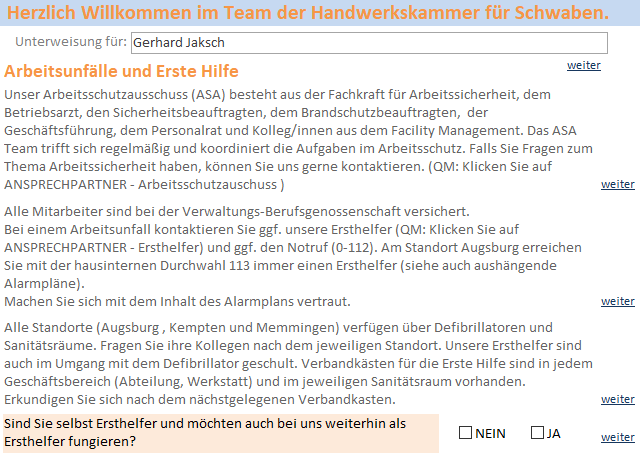 Herzlich Willkommen im Team der Handwerkskammer für Schwaben.
Unterweisung für: Gerhard Jaksch
weiter
Arbeitsunfälle und Erste Hilfe
Unser Arbeitsschutzausschuss (ASA) besteht aus der Fachkraft für Arbeitssicherheit, dem
Betriebsarzt, den Sicherheitsbeauftragten, dem Brandschutzbeauftragten, der
Geschäftsführung, dem Personalrat und Kolleg/innen aus dem Facility Management. Das ASA
Team trifft sich regelmäßig und koordiniert die Aufgaben im Arbeitsschutz. Falls Sie Fragen zum
Thema Arbeitssicherheit haben, können Sie uns gerne kontaktieren. (QM: Klicken Sie auf
ANSPRECHPARTNER - Arbeitsschutzauschuss ) weiter
Alle Mitarbeiter sind bei der Verwaltungs-Berufsgenossenschaft versichert.
Bei einem Arbeitsunfall kontaktieren Sie ggf. unsere Ersthelfer (QM: Klicken Sie auf
ANSPRECHPARTNER - Ersthelfer) und ggf. den Notruf (0-112). Am Standort Augsburg erreichen
Sie mit der hausinternen Durchwahl 113 immer einen Ersthelfer (siehe auch aushängende
Alarmpläne).
Machen Sie sich mit dem Inhalt des Alarmplans vertraut. weiter
Alle Standorte (Augsburg , Kempten und Memmingen) verfügen über Defibrillatoren und
Sanitätsräume. Fragen Sie ihre Kollegen nach dem jeweiligen Standort. Unsere Ersthelfer sind
auch im Umgang mit dem Defibrillator geschult. Verbandkästen für die Erste Hilfe sind in jedem
Geschäftsbereich (Abteilung, Werkstatt) und im jeweiligen Sanitätsraum vorhanden.
Erkundigen Sie sich nach dem nächstgelegenen Verbandkasten. weiter
Sind Sie selbst Ersthelfer und möchten auch bei uns weiterhin als
Ersthelfer fungieren?
NEIN JA weiter